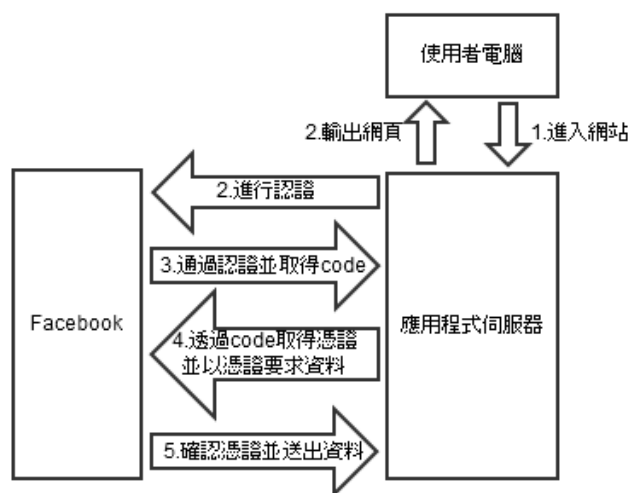 使用者電腦
2.輸出網頁
1.進入網站
2.進行認證
3.通過認證並取得code
Facebook
應用程式伺服器
4.透過code取得憑證
並以憑證要求資料
5.確認憑證並送出資料